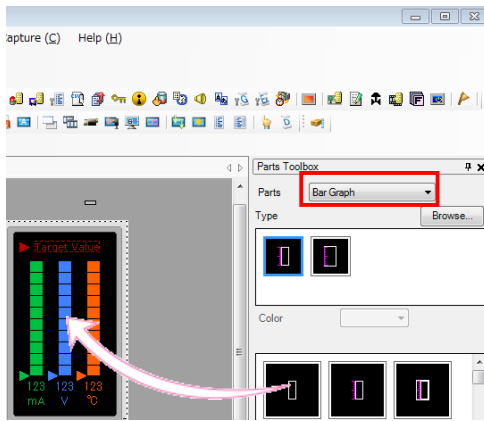 apture (C) Help (H)
Parts Toolbox
Parts Bar Graph
Type Browse...
Target Value
Color
123 123 123
mA V ℃